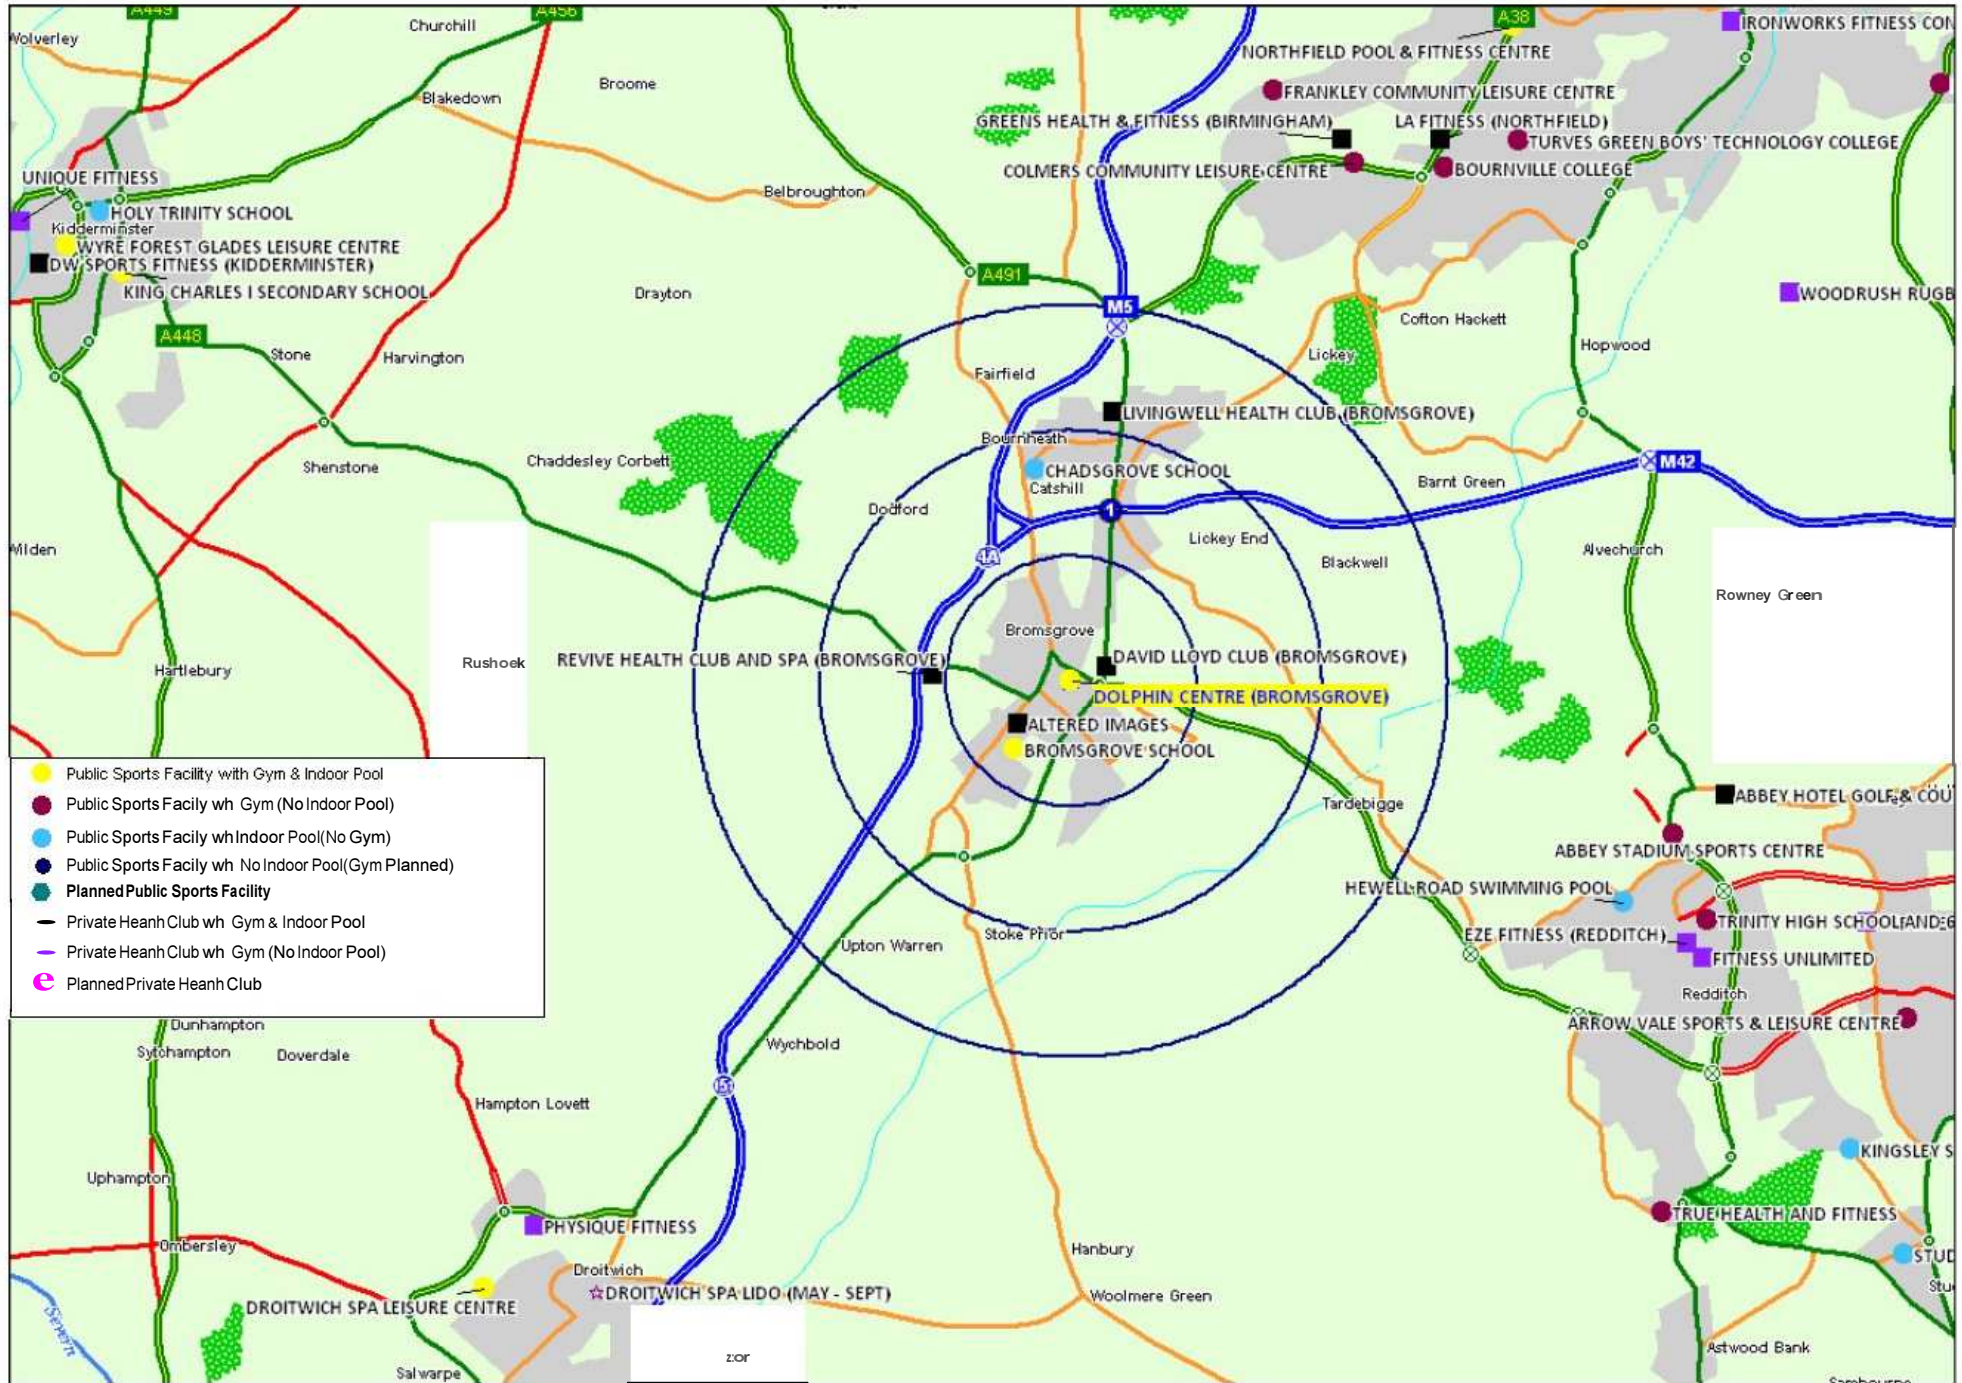 A449
A456
Churchill
A38
IRONWORKS FITNESS CON
Wolverley
NORTHFIELD POOL & FITNESS CENTRE
Broome
Blakedown
FRANKLEY COMMUNITY LEISURE CENTRE
GREENS HEALTH & FITNESS (BIRMINGHAM)
LA FITNESS (NORTHFIELD)
TURVES GREEN BOYS' TECHNOLOGY COLLEGE
COLMERS COMMUNITY LEISURE CENTRE
BOURNVILLE COLLEGE
UNIQUE FITNESS
Belbroughton
HOLY TRINITY SCHOOL
Kidderminster
WYRE FOREST GLADES LEISURE CENTRE
DW SPORTS FITNESS (KIDDERMINSTER)
A491
KING CHARLES I SECONDARY SCHOOL
Drayton
WOODRUSH RUGB
M5
Cofton Hackett
A448
Stone
Harvington
Lickey
Hopwood
Fairfield
LIVINGWELL HEALTH CLUB (BROMSGROVE)
Bournheath
Shenstone
Chaddesley Corbett
CHADSGROVE SCHOOL
M42
Catshill
Barnt Green
Dodford
1
Lickey End
Wilden
4A
Blackwell
Alvechurch
Rowney Green
Bromsgrove
Hartlebury
Rushoek
REVIVE HEALTH CLUB AND SPA (BROMSGROVE)
DAVID LLOYD CLUB (BROMSGROVE)
DOLPHIN CENTRE (BROMSGROVE)
ALTERED IMAGES
BROMSGROVE SCHOOL
Public Sports Facility with Gym & Indoor Pool
Public Sports Facily wh Gym (No Indoor Pool)
Public Sports Facily wh Indoor Pool(No Gym)
Public Sports Facily wh No Indoor Pool(Gym Planned)
Planned Public Sports Facility
Private Heanh Club wh Gym & Indoor Pool
Private Heanh Club wh Gym (No Indoor Pool)
e Planned Private Heanh Club
Tardebigge
ABBEY HOTEL GOLF & COU
ABBEY STADIUM SPORTS CENTRE
HEWELL ROAD SWIMMING POOL
TRINITY HIGH SCHOOL AND 6
EZE FITNESS (REDDITCH)
FITNESS UNLIMITED
Upton Warren
Stoke Prior
Redditch
ARROW VALE SPORTS & LEISURE CENTRE
Dunhampton
Sytchampton
Doverdale
Wychbold
5
Hampton Lovett
KINGSLEY S
Uphampton
TRUE HEALTH AND FITNESS
PHYSIQUE FITNESS
Ombersley
Hanbury
STUD
Droitwich
DROITWICH SPA LIDO (MAY - SEPT)
Stu
DROITWICH SPA LEISURE CENTRE
Woolmere Green
Severn
z:or
Astwood Bank
Salwarpe